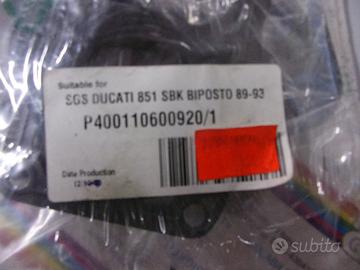 Suitable for
SGS DUCATI 851 SBK BIPOSTO 89-93
P400110600920/1
Date Production
subito